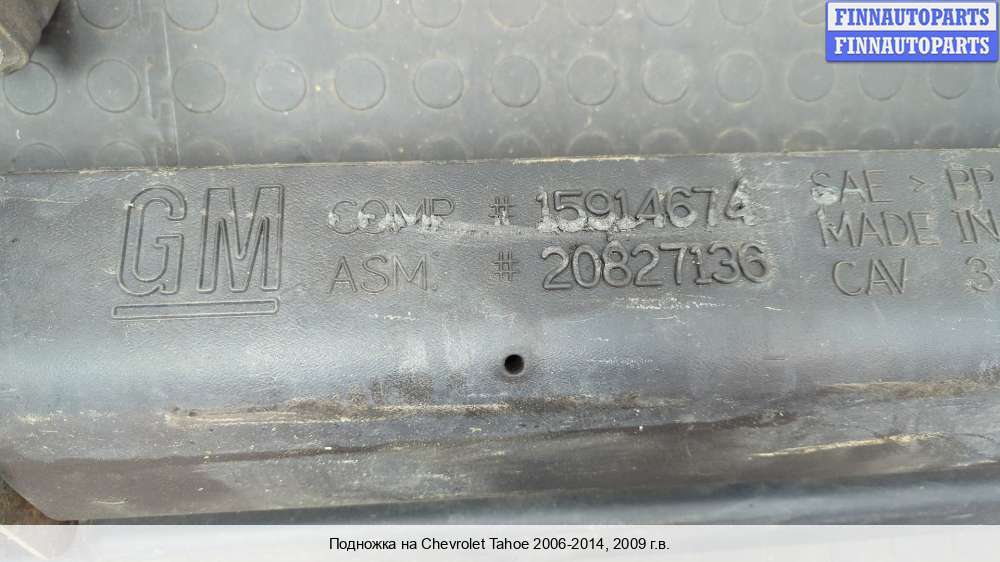 FINNAUTOPARTS
FINNAUTOPARTS
GM
COMP # 15914674
ASM. # 20827136
SAE > PP
MADE IN
CAV 3
Подножка на Chevrolet Tahoe 2006-2014, 2009 г.в.